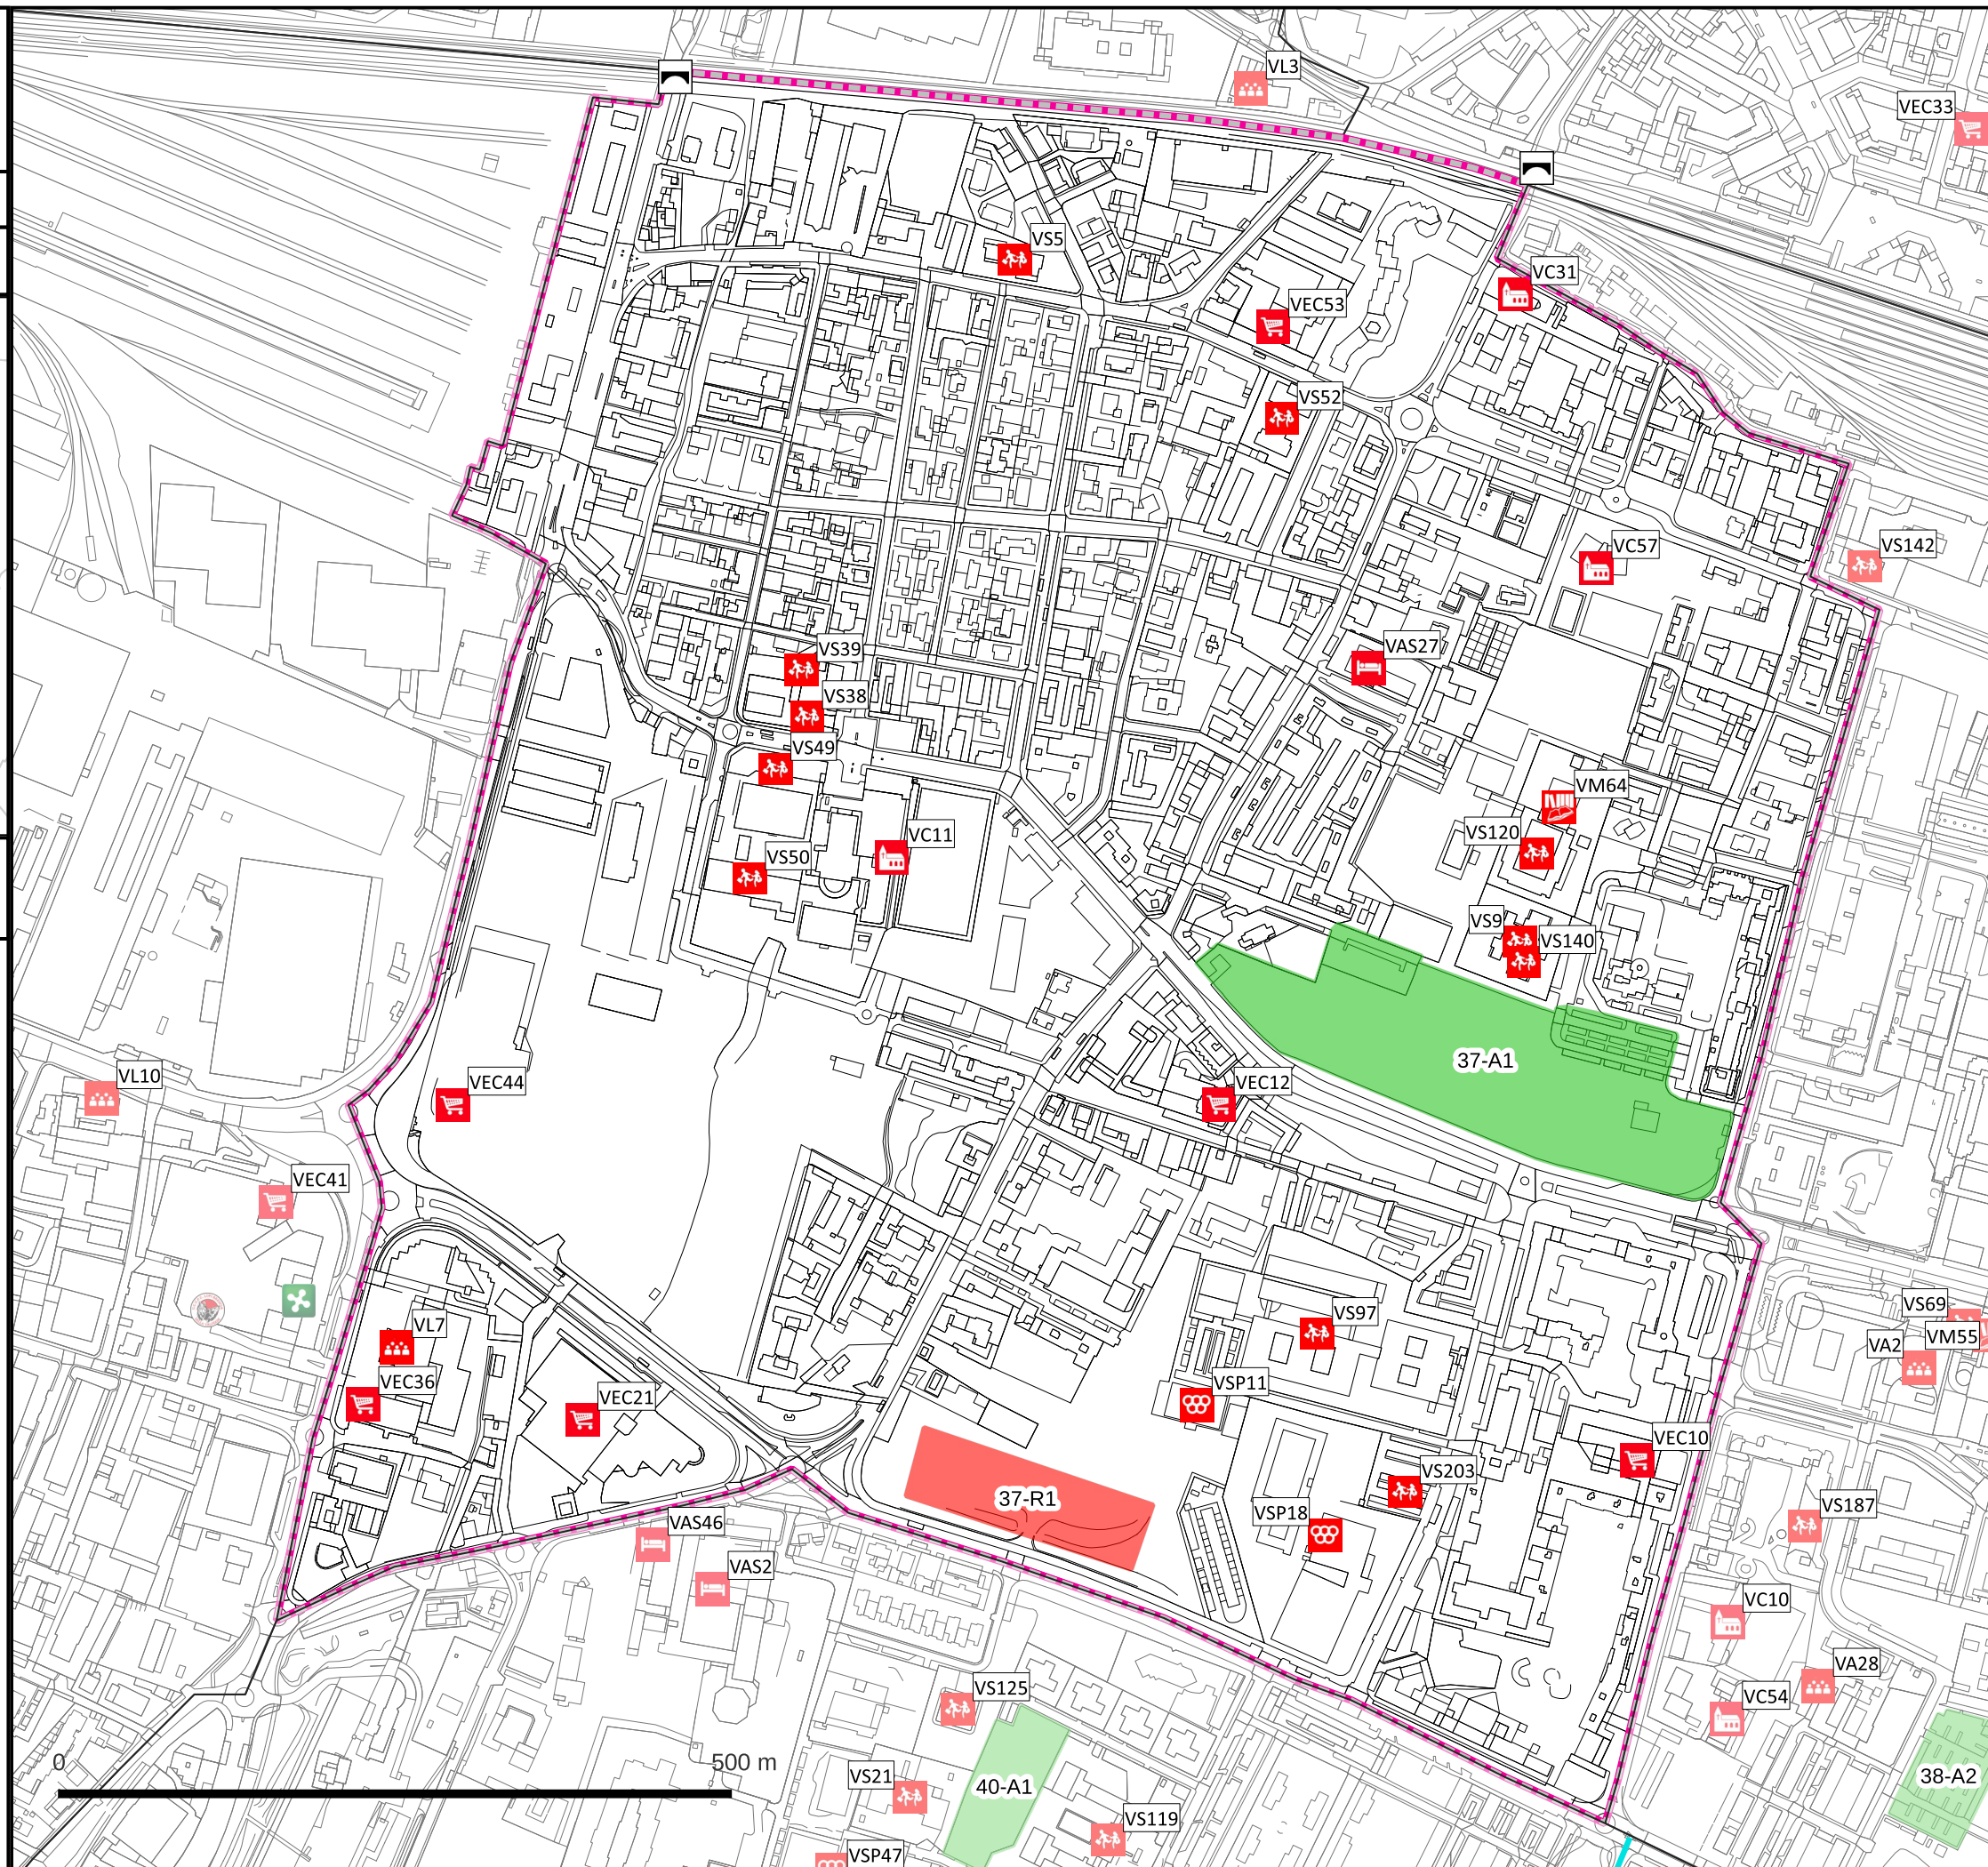 VL3
VEC33
VS5
VC31
VEC53
VS52
VS142
VC57
VS39
VAS27
VS38
VS49
VM64
VS120
VC11
VS50
VS9
VS140
37-A1
VL10
VEC44
VEC12
VEC41
VS69
VL7
VS97
VA2
VM55
VEC36
VEC21
VSP11
VEC10
VS203
37-R1
VSP18
VS187
VAS46
VAS2
VC10
VA28
VS125
VC54
0
500 m
VS21
40-A1
38-A2
VS119
VSP47